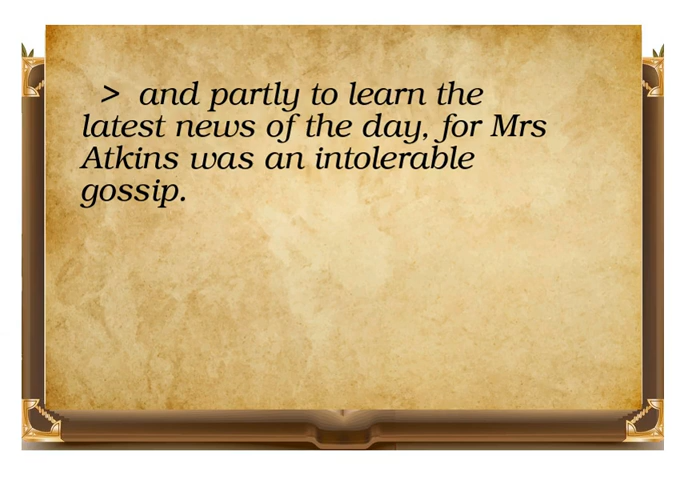 > and partly to learn the
latest news of the day, for Mrs
Atkins was an intolerable
gossip.